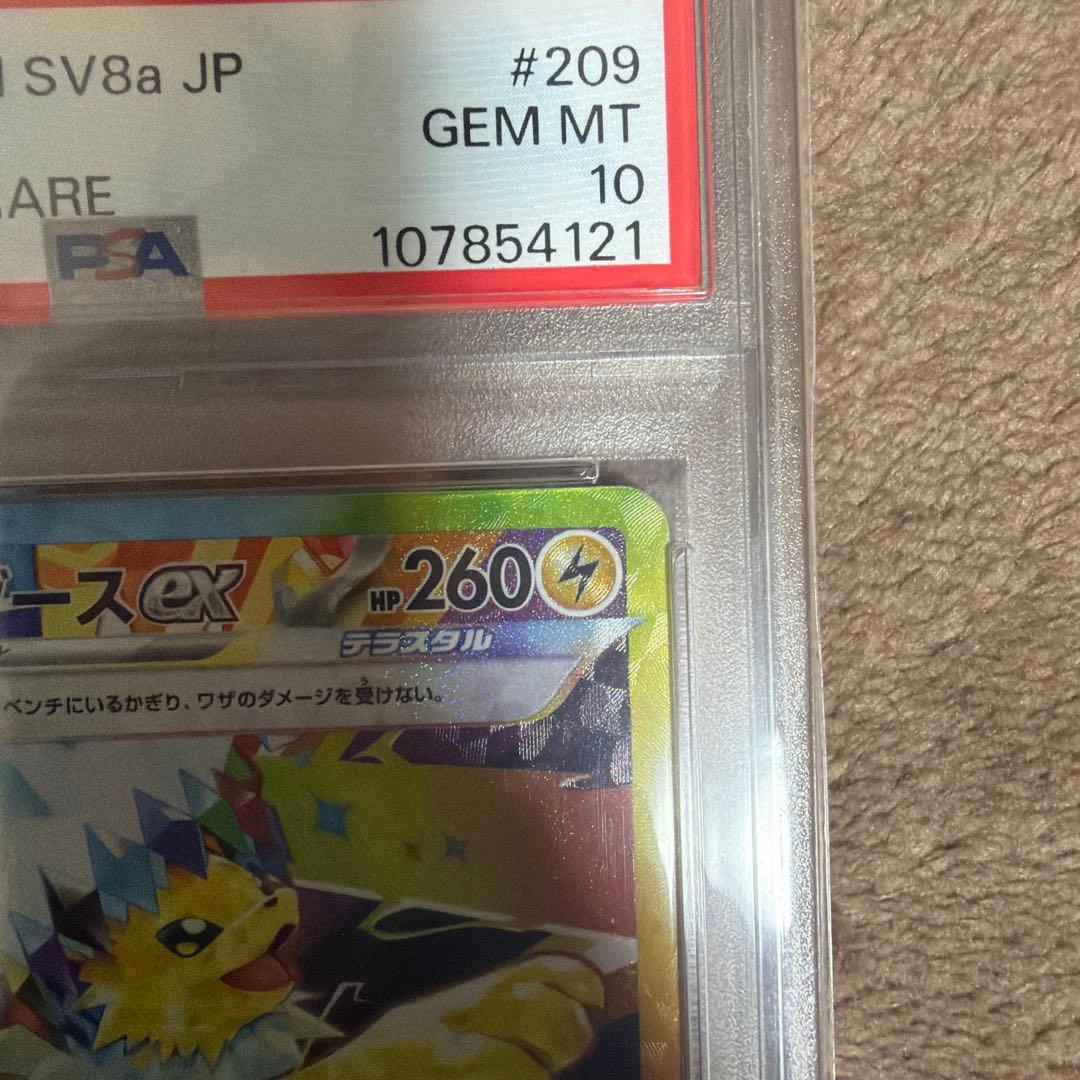 SV8a JP
#209
GEM MT
ARE
10
PSA
107854121
ースex
HP260
テラスタル
ベンチにいるかぎり、ワザのダメージを受けない。